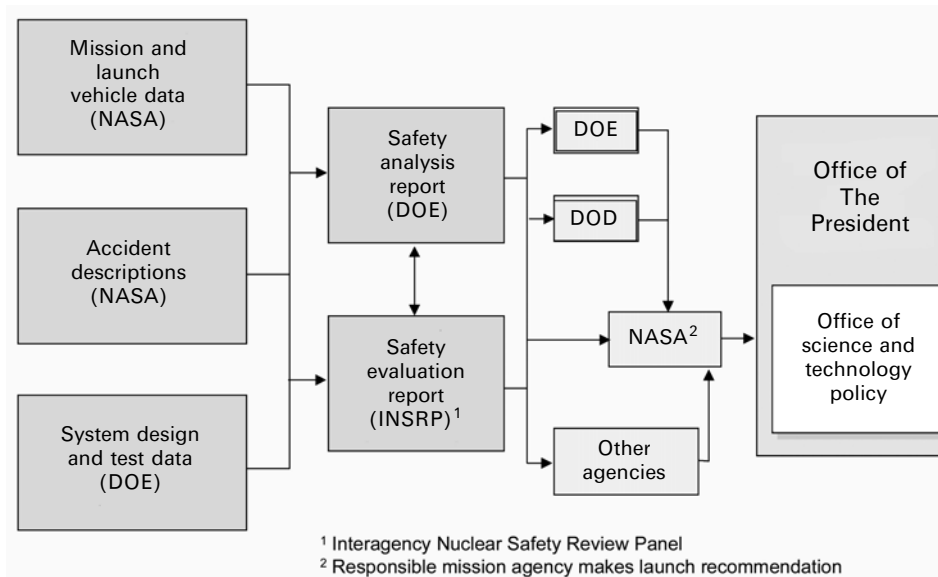 Mission and
launch
vehicle data
(NASA)
Accident
descriptions
(NASA)
System design
and test data
(DOE)
Safety
analysis
report
(DOE)
Safety
evaluation
report
(INSRP)¹
DOE
DOD
NASA²
Other
agencies
Office of
The
President
Office of
science and
technology
policy
¹ Interagency Nuclear Safety Review Panel
² Responsible mission agency makes launch recommendation